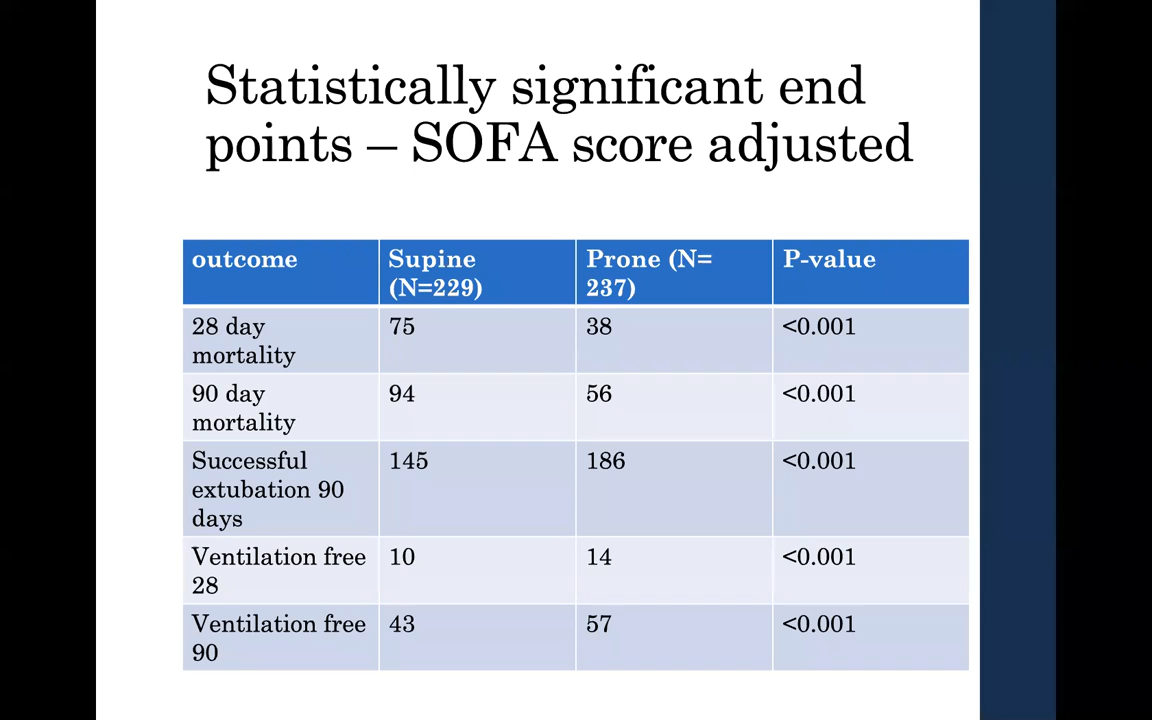 Statistically significant end
points – SOFA score adjusted
outcome Supine (N=229) Prone (N= 237) P-value
28 day mortality 75 38 <0.001
90 day mortality 94 56 <0.001
Successful extubation 90 days 145 186 <0.001
Ventilation free 28 10 14 <0.001
Ventilation free 90 43 57 <0.001